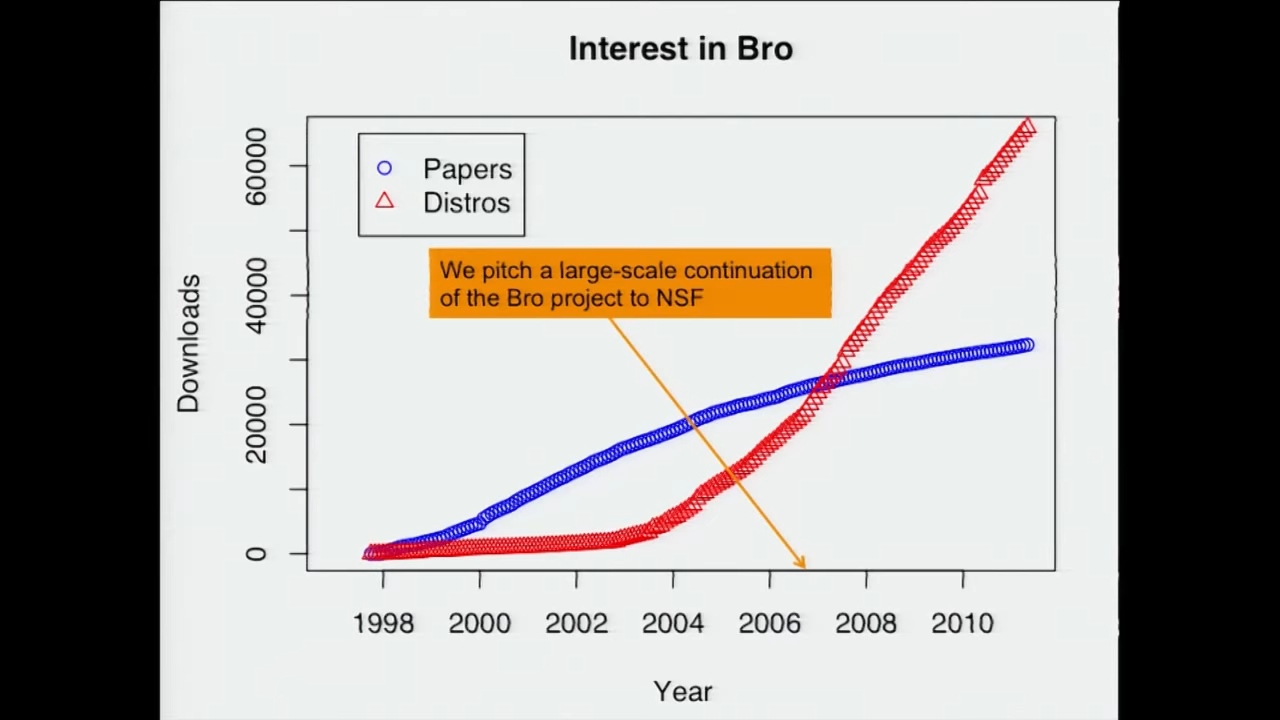 Interest in Bro
Papers
Distros
We pitch a large-scale continuation
of the Bro project to NSF
Downloads
60000
40000
20000
0
1998 2000 2002 2004 2006 2008 2010
Year